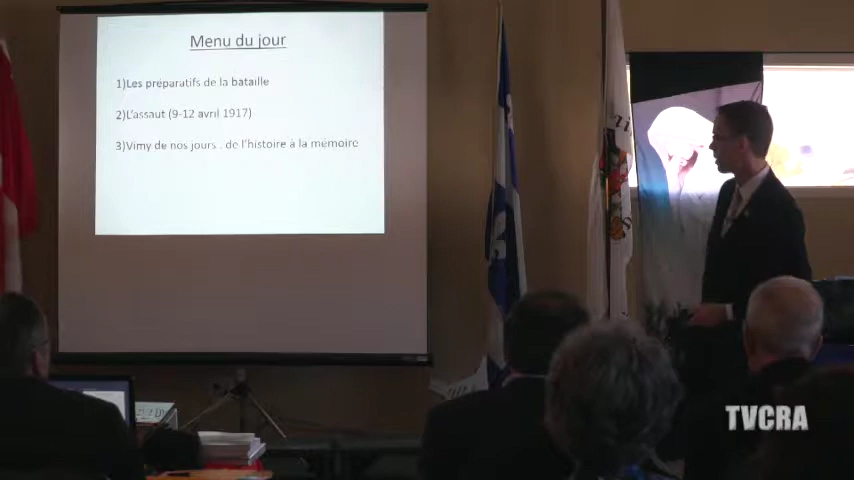 Menu du jour
1)Les préparatifs de la bataille
2)L'assaut (9-12 avril 1917)
3)Vimy de nos jours : de l'histoire à la mémoire
TVCRA